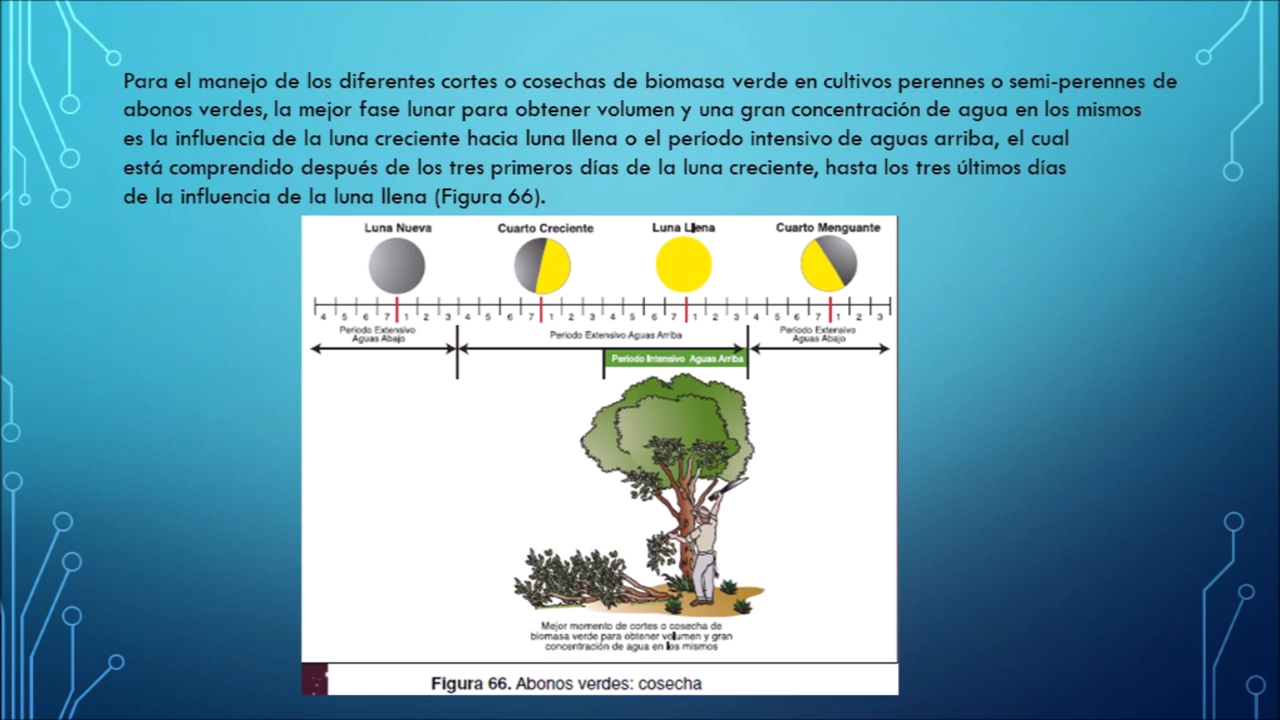 Para el manejo de los diferentes cortes o cosechas de biomasa verde en cultivos perennes o semi-perennes de
abonos verdes, la mejor fase lunar para obtener volumen y una gran concentración de agua en los mismos
es la influencia de la luna creciente hacia luna llena o el período intensivo de aguas arriba, el cual
está comprendido después de los tres primeros días de la luna creciente, hasta los tres últimos días
de la influencia de la luna llena (Figura 66).
Luna Nueva Cuarto Creciente Luna Llena Cuarto Menguante
4 5 6 7 1 2 3 4 5 6 7 1 2 3 4 5 6 7 1 2 3 4 5 6 7 1 2 3
Periodo Extensivo
Aguas Abajo
Periodo Extensivo Aguas Arriba
Periodo Extensivo
Aguas Abajo
Periodo Intensivo Aguas Arriba
Mejor momento de cortes o cosecha de
biomasa verde para obtener volumen y gran
concentración de agua en los mismos
Figura 66. Abonos verdes: cosecha